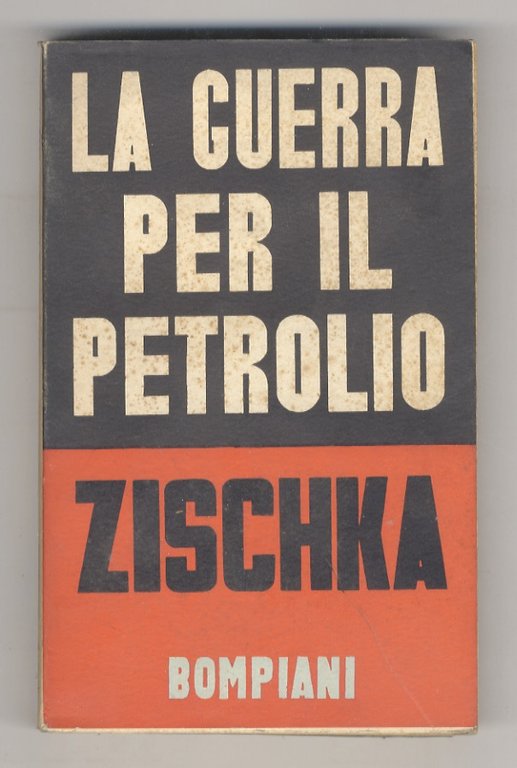 LA GUERRA
PER IL
PETROLIO
ZISCHKA
BOMPIANI